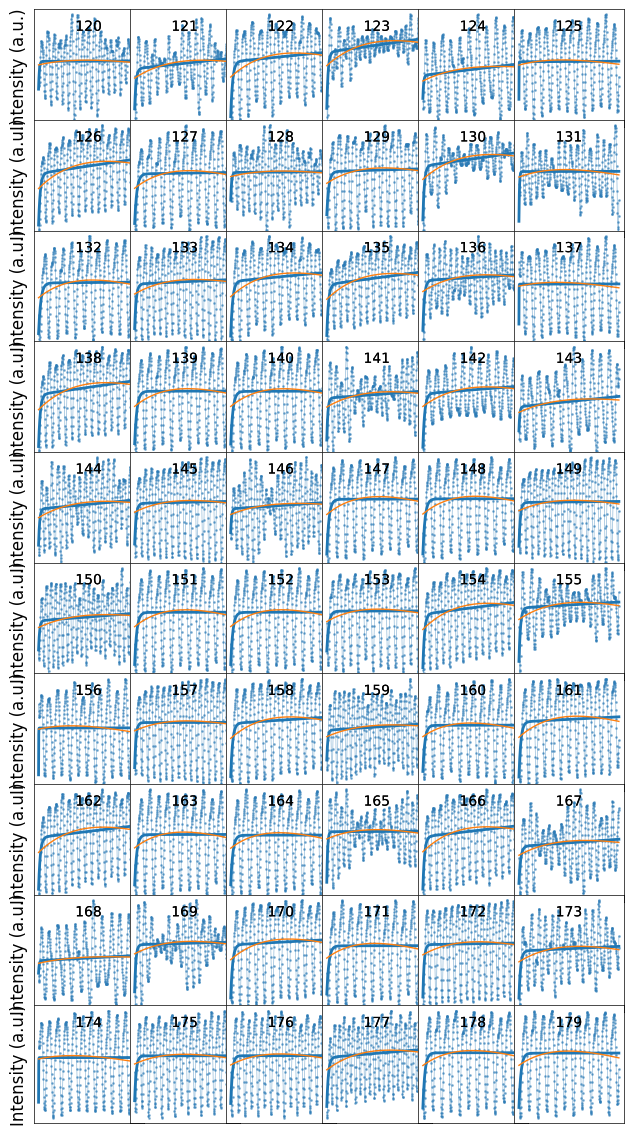 Intensity (a.u.) 120 121 122 123 124 125
Intensity (a.u.) 126 127 128 129 130 131
Intensity (a.u.) 132 133 134 135 136 137
Intensity (a.u.) 138 139 140 141 142 143
Intensity (a.u.) 144 145 146 147 148 149
Intensity (a.u.) 150 151 152 153 154 155
Intensity (a.u.) 156 157 158 159 160 161
Intensity (a.u.) 162 163 164 165 166 167
Intensity (a.u.) 168 169 170 171 172 173
Intensity (a.u.) 174 175 176 177 178 179